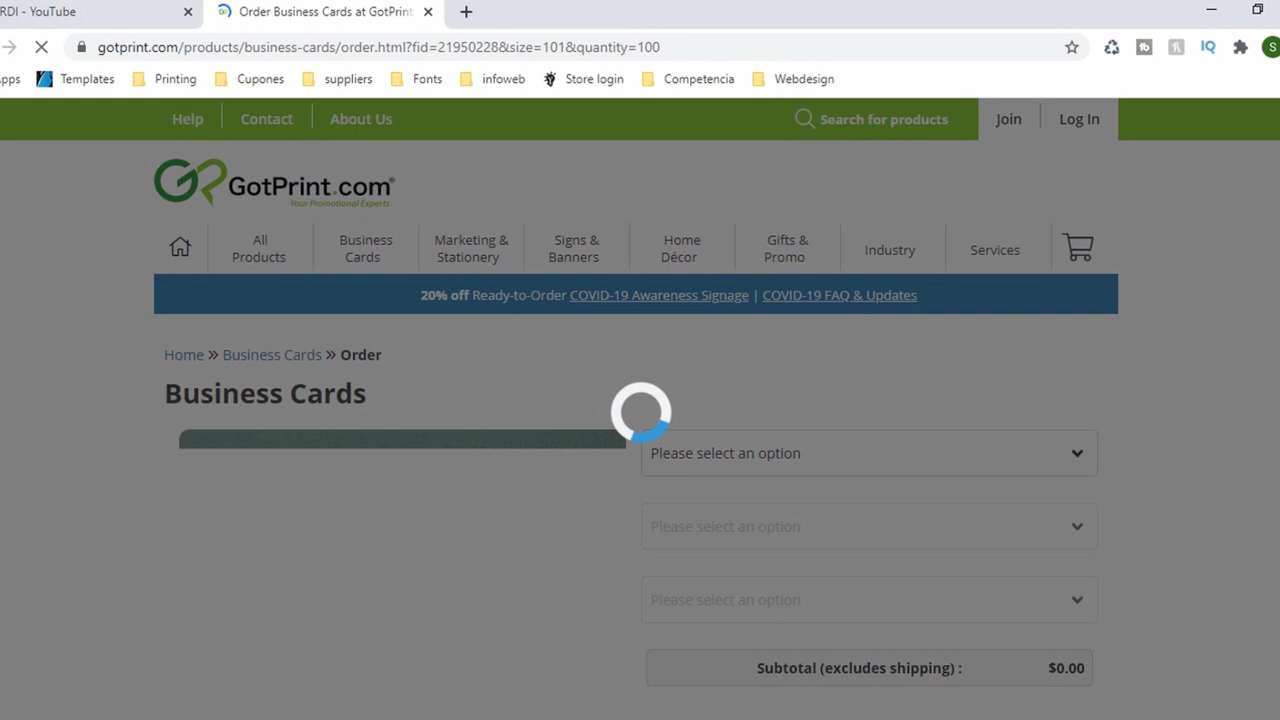 RDI - YouTube
Order Business Cards at GotPrint
gotprint.com/products/business-cards/order.html?fid=21950228&size=101&quantity=100
tb
h
IQ
S
pps
Templates
Printing
Cupones
suppliers
Fonts
infoweb
Store login
Competencia
Webdesign
Help
Contact
About Us
Search for products
Join
Log In
GP GotPrint.com®
Your Promotional Experts
All Products
Business Cards
Marketing & Stationery
Signs & Banners
Home Décor
Gifts & Promo
Industry
Services
20% off Ready-to-Order COVID-19 Awareness Signage | COVID-19 FAQ & Updates
Home » Business Cards » Order
Business Cards
Please select an option
Please select an option
Please select an option
Subtotal (excludes shipping) : $0.00